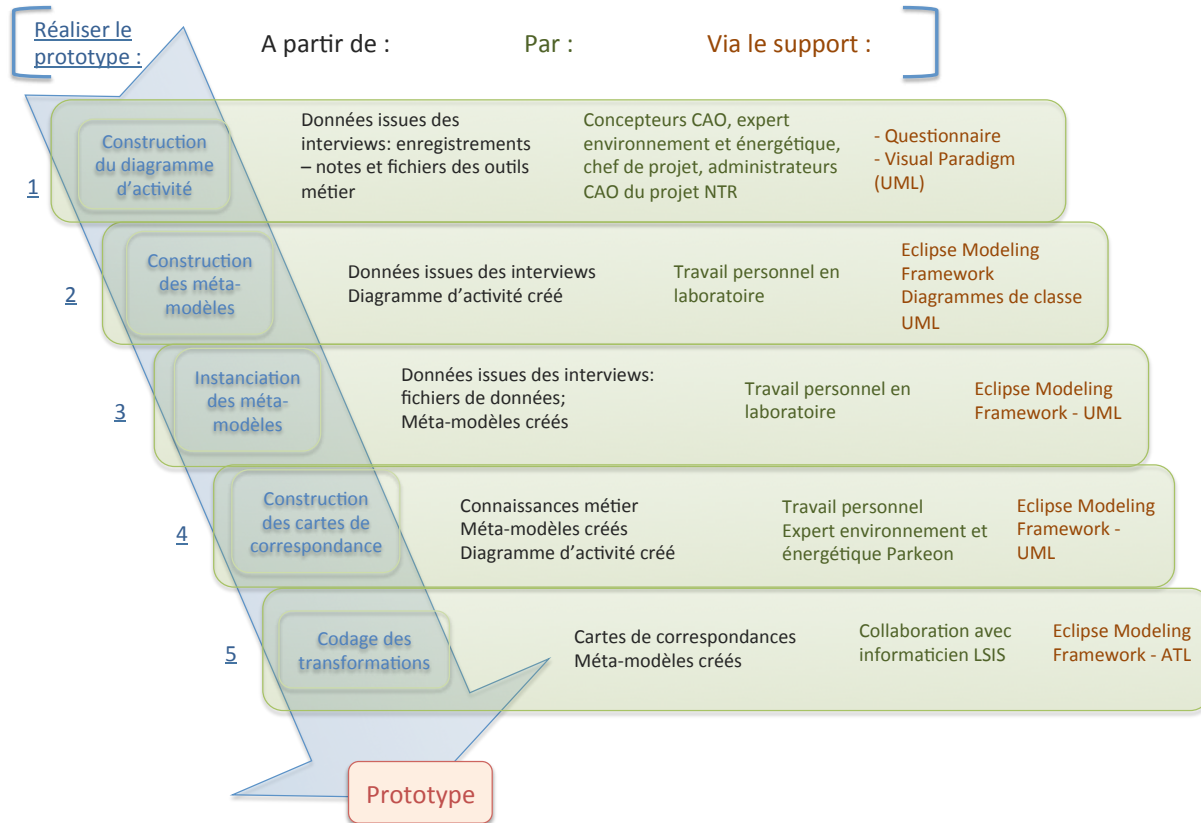 Réaliser le
prototype :
A partir de :
Par :
Via le support :
1
Construction
du diagramme
d'activité
Données issues des
interviews: enregistrements
– notes et fichiers des outils
métier
Concepteurs CAO, expert
environnement et énergétique,
chef de projet, administrateurs
CAO du projet NTR
- Questionnaire
- Visual Paradigm
(UML)
2
Construction
des méta-
modèles
Données issues des interviews
Diagramme d'activité créé
Travail personnel en
laboratoire
Eclipse Modeling
Framework
Diagrammes de classe
UML
3
Instanciation
des méta-
modèles
Données issues des interviews:
fichiers de données;
Méta-modèles créés
Travail personnel en
laboratoire
Eclipse Modeling
Framework - UML
4
Construction
des cartes de
correspondance
Connaissances métier
Méta-modèles créés
Diagramme d'activité créé
Travail personnel
Expert environnement et
énergétique Parkeon
Eclipse Modeling
Framework -
UML
5
Codage des
transformations
Cartes de correspondances
Méta-modèles créés
Collaboration avec
informaticien LSIS
Eclipse Modeling
Framework - ATL
Prototype